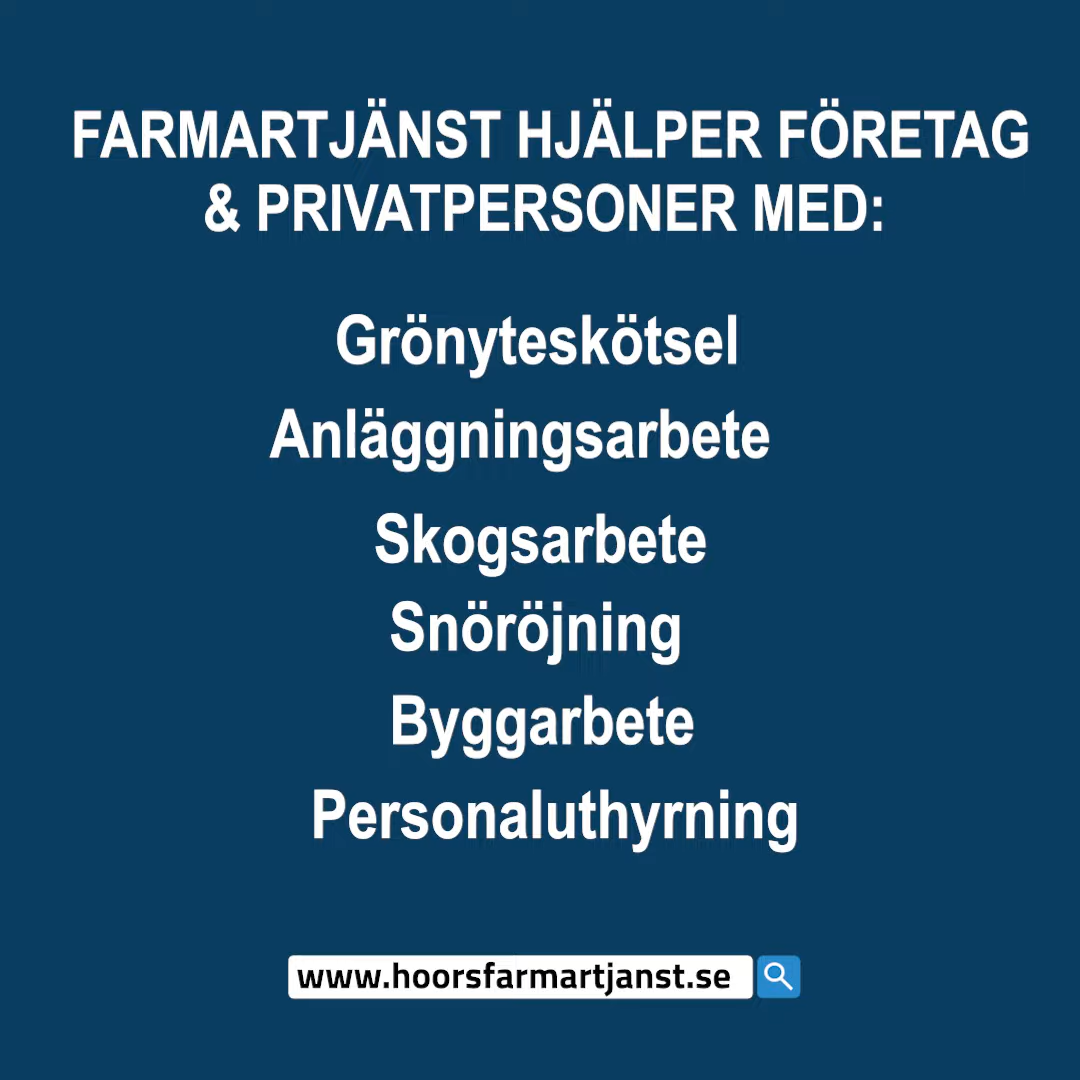 FARMARTJÄNST HJÄLPER FÖRETAG
& PRIVATPERSONER MED:
Grönyteskötsel
Anläggningsarbete
Skogsarbete
Snöröjning
Byggarbete
Personaluthyrning
www.hoorsfarmartjanst.se